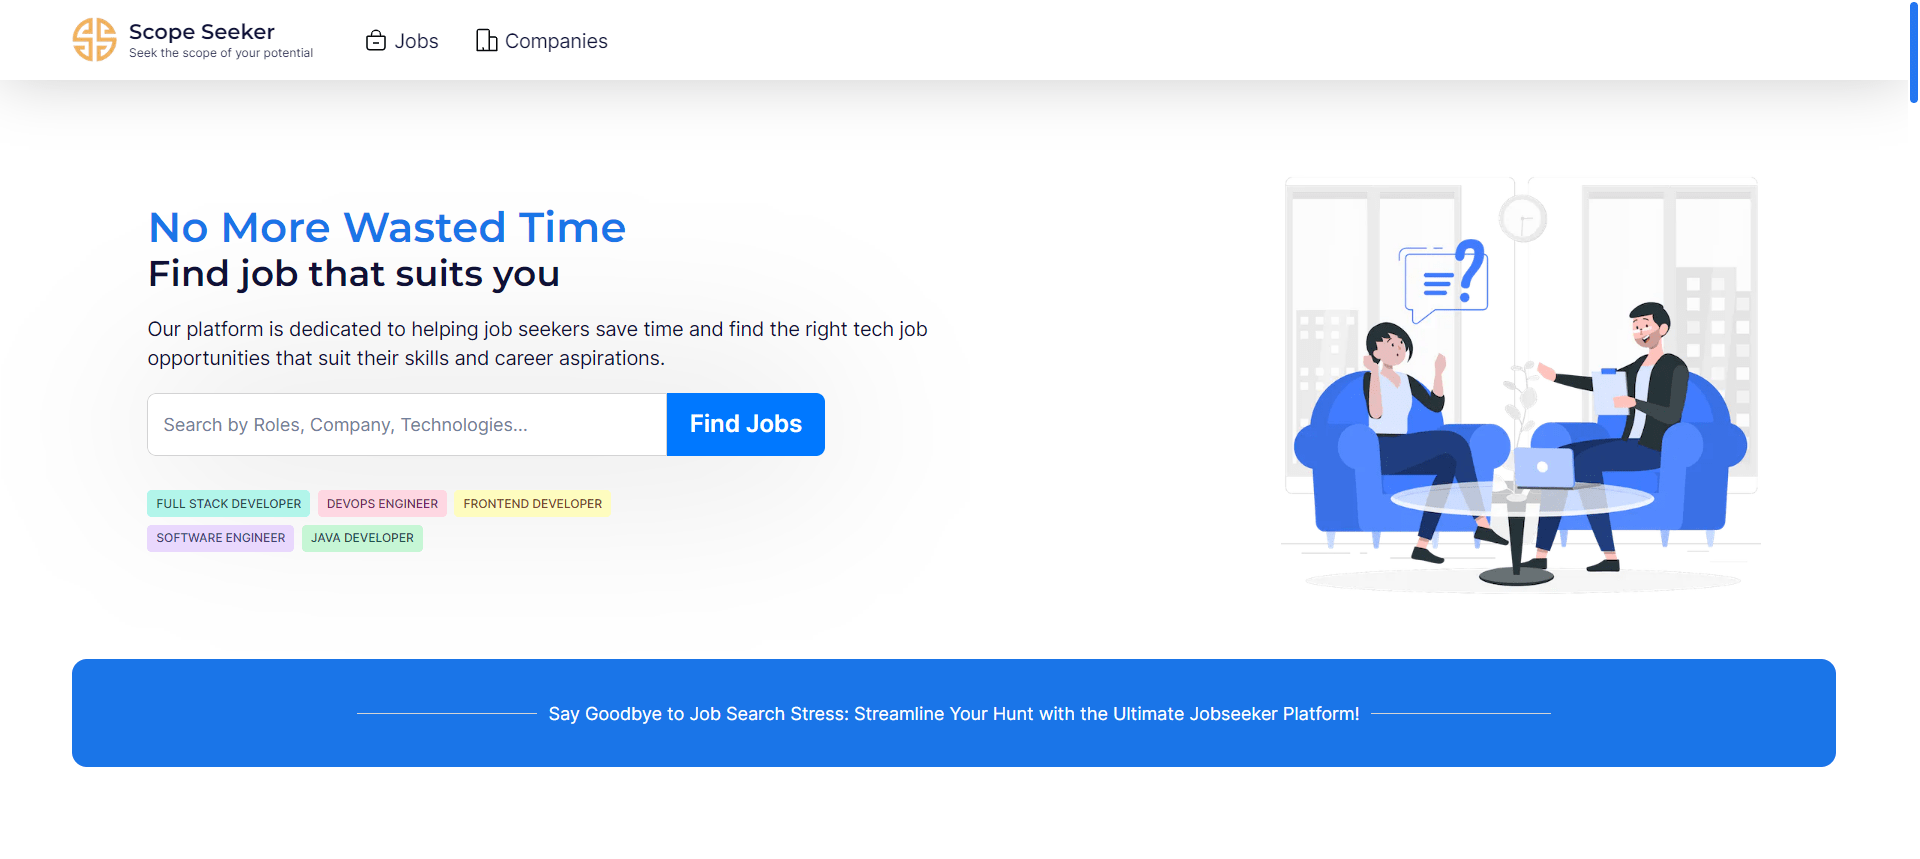 Scope Seeker
Seek the scope of your potential
Jobs
Companies
No More Wasted Time
Find job that suits you
Our platform is dedicated to helping job seekers save time and find the right tech job
opportunities that suit their skills and career aspirations.
Search by Roles, Company, Technologies...
Find Jobs
FULL STACK DEVELOPER
DEVOPS ENGINEER
FRONTEND DEVELOPER
SOFTWARE ENGINEER
JAVA DEVELOPER
?
Say Goodbye to Job Search Stress: Streamline Your Hunt with the Ultimate Jobseeker Platform!